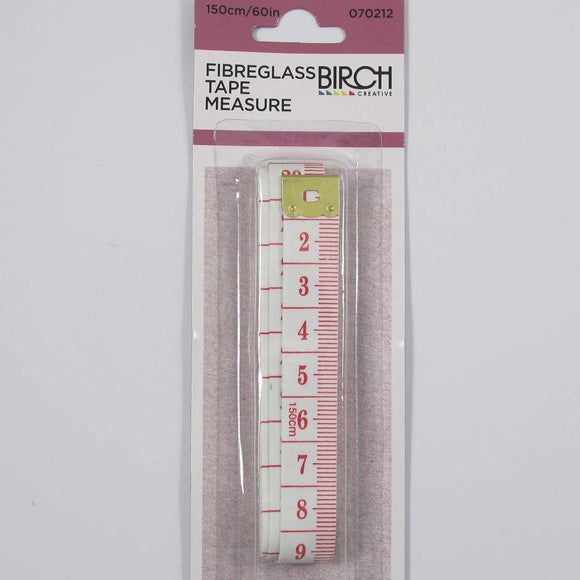 150cm/60in 070212
FIBREGLASS
TAPE
MEASURE
BIRCH
CREATIVE
2
3
4
5
150cm
6
7
8
9